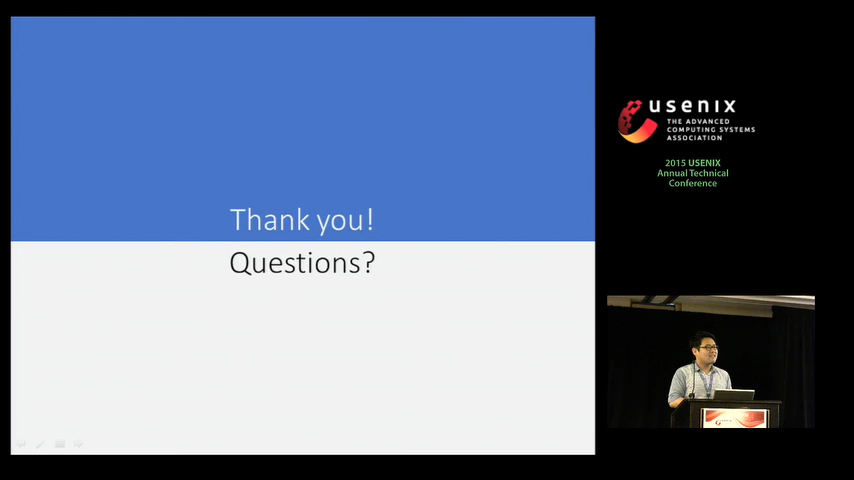 Thank you!
Questions?
usenix
THE ADVANCED
COMPUTING SYSTEMS
ASSOCIATION
2015 USENIX
Annual Technical
Conference